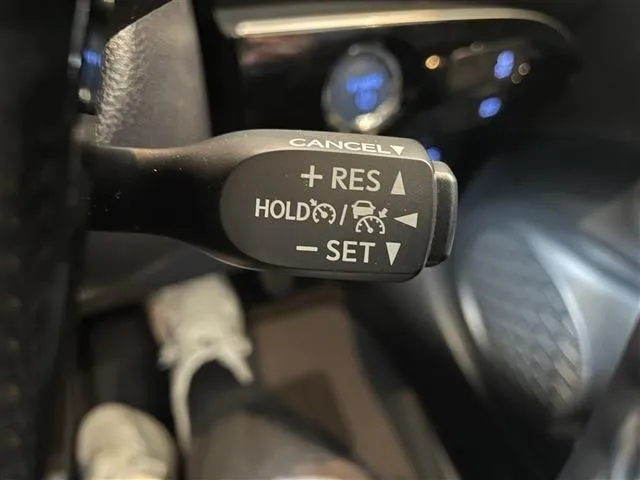 CANCEL▼
+ RES ▲
HOLD / ◀
− SET ▼